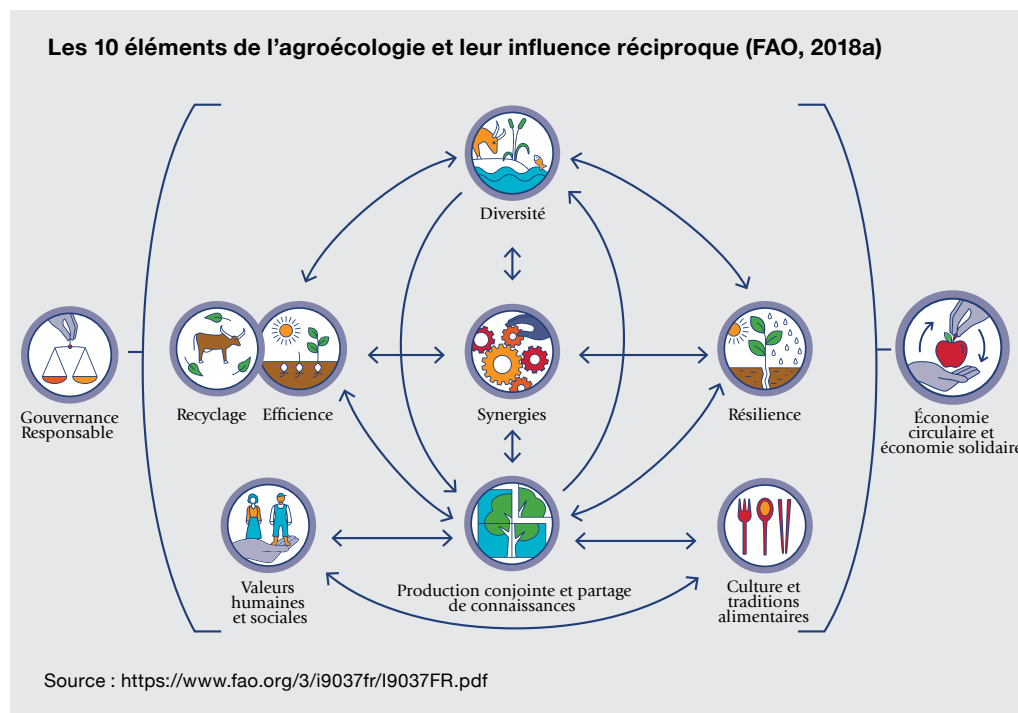 Les 10 éléments de l'agroécologie et leur influence réciproque (FAO, 2018a)
Diversité
Gouvernance
Responsable
Recyclage
Efficience
Synergies
Résilience
Économie
circulaire et
économie solidaire
Valeurs
humaines
et sociales
Production conjointe et partage
de connaissances
Culture et
traditions
alimentaires
Source : https://www.fao.org/3/i9037fr/I9037FR.pdf